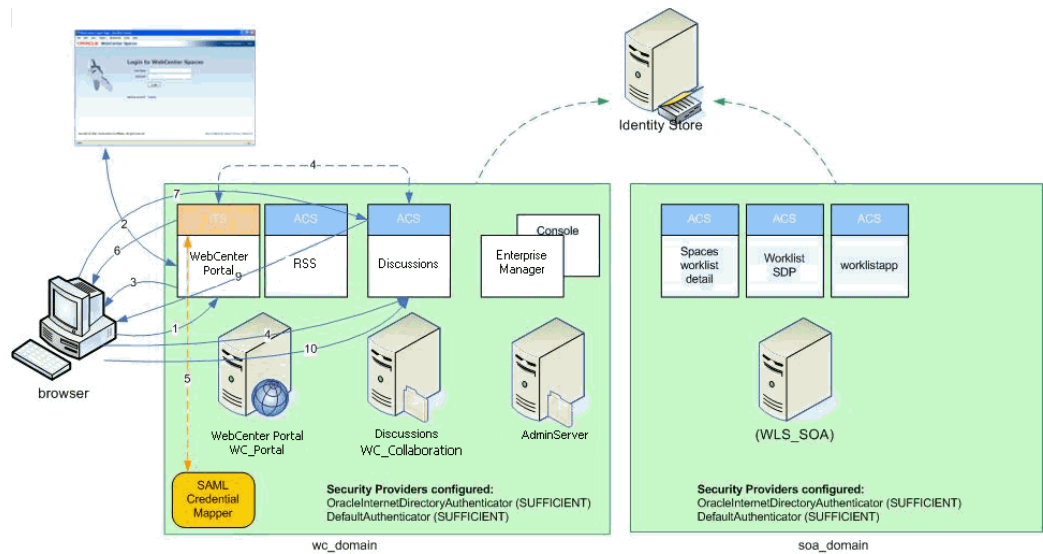 ORACLE WebCenter Spaces
Login to WebCenter Spaces
Identity Store
4
7
2
6
3
1
9
4
10
5
ITS
WebCenter
Portal
ACS
RSS
ACS
Discussions
Console
Enterprise
Manager
ACS
Spaces
worklist
detail
ACS
Worklist
SDP
ACS
worklistapp
browser
WebCenter Portal
WC_Portal
Discussions
WC_Collaboration
AdminServer
(WLS_SOA)
SAML
Credential
Mapper
Security Providers configured:
OracleInternetDirectoryAuthenticator (SUFFICIENT)
DefaultAuthenticator (SUFFICIENT)
Security Providers configured:
OracleInternetDirectoryAuthenticator (SUFFICIENT)
DefaultAuthenticator (SUFFICIENT)
wc_domain
soa_domain